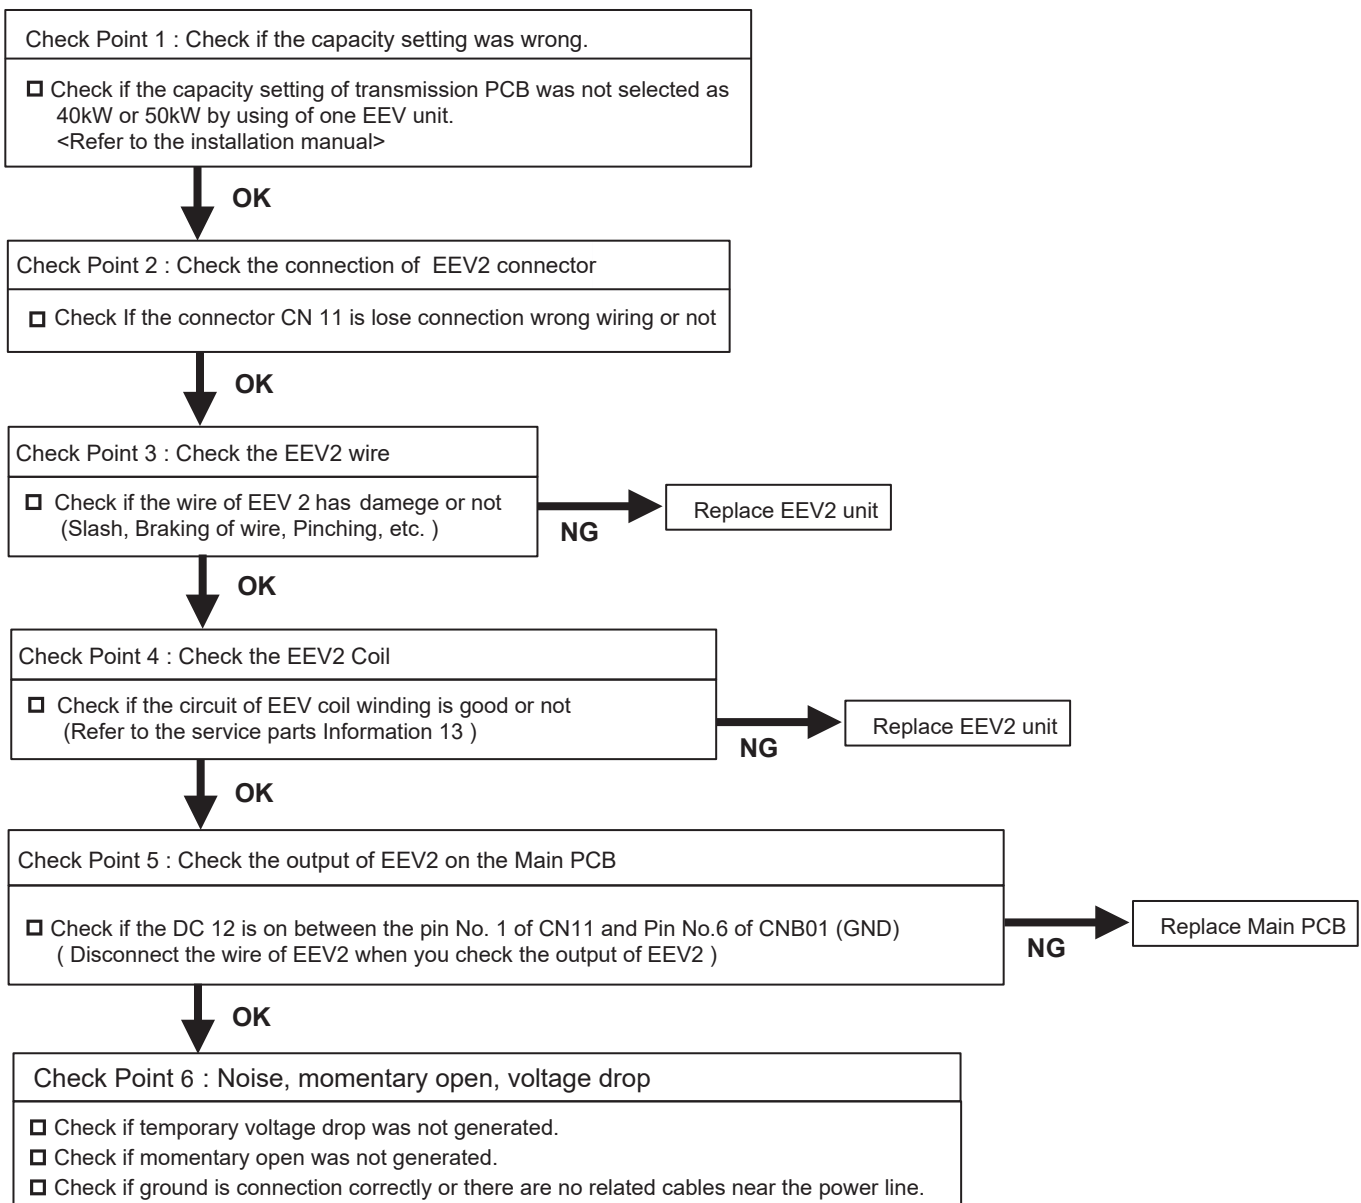 Check Point 1 : Check if the capacity setting was wrong.
Check if the capacity setting of transmission PCB was not selected as
40kW or 50kW by using of one EEV unit.
<Refer to the installation manual>
OK
Check Point 2 : Check the connection of EEV2 connector
Check If the connector CN 11 is lose connection wrong wiring or not
OK
Check Point 3 : Check the EEV2 wire
Check if the wire of EEV 2 has damege or not
(Slash, Braking of wire, Pinching, etc. )
NG
Replace EEV2 unit
OK
Check Point 4 : Check the EEV2 Coil
Check if the circuit of EEV coil winding is good or not
(Refer to the service parts Information 13 )
NG
Replace EEV2 unit
OK
Check Point 5 : Check the output of EEV2 on the Main PCB
Check if the DC 12 is on between the pin No. 1 of CN11 and Pin No.6 of CNB01 (GND)
( Disconnect the wire of EEV2 when you check the output of EEV2 )
NG
Replace Main PCB
OK
Check Point 6 : Noise, momentary open, voltage drop
Check if temporary voltage drop was not generated.
Check if momentary open was not generated.
Check if ground is connection correctly or there are no related cables near the power line.